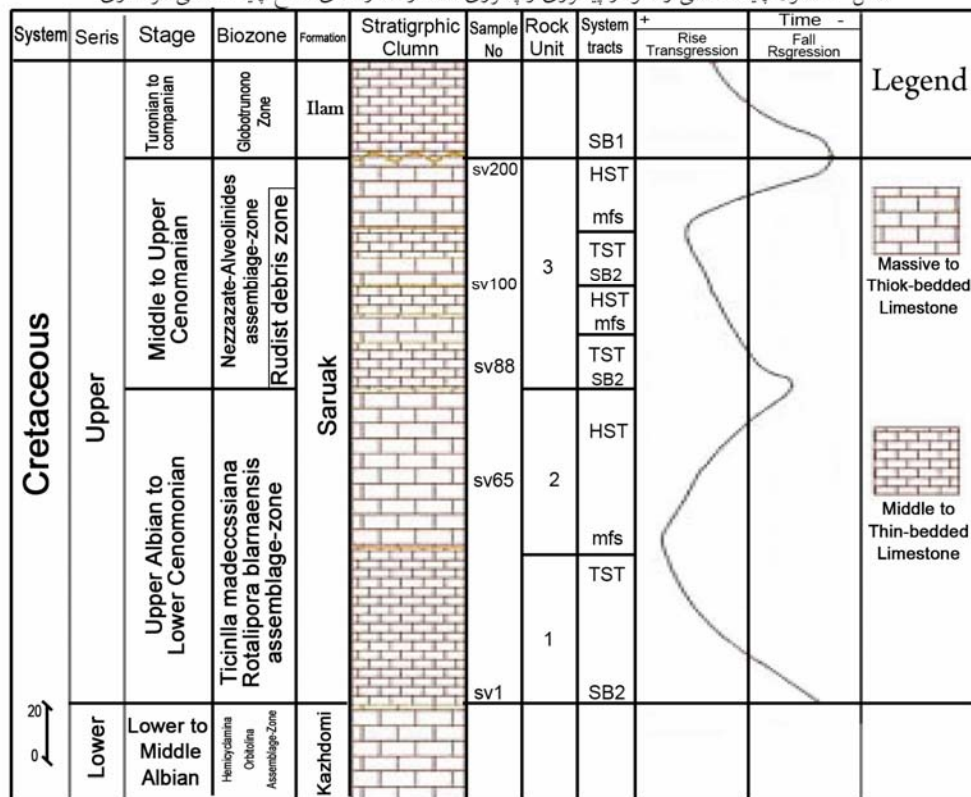 System Seris Stage Biozone Formation Stratigrphic Clumn Sample No Rock Unit System tracts + Time -
Rise Transgression Fall Rsgression
Legend
Cretaceous
Upper
Lower
20
0
Turonian to companian
Middle to Upper Cenomanian
Upper Albian to Lower Cenomonian
Lower to Middle Albian
Globotrunono Zone
Nezzazate-Alveolinides assembiage-zone
Rudist debris zone
Ticinlla madeccssiana Rotalipora blarnaensis assemblage-zone
Hemicyclamina Orbitolina Assemblage-Zone
Ilam
Saruak
Kazhdomi
sv200
sv100
sv88
sv65
sv1
3
2
1
SB1
HST
mfs
TST
SB2
HST
mfs
TST
SB2
HST
mfs
TST
SB2
Massive to
Thiok-bedded
Limestone
Middle to
Thin-bedded
Limestone